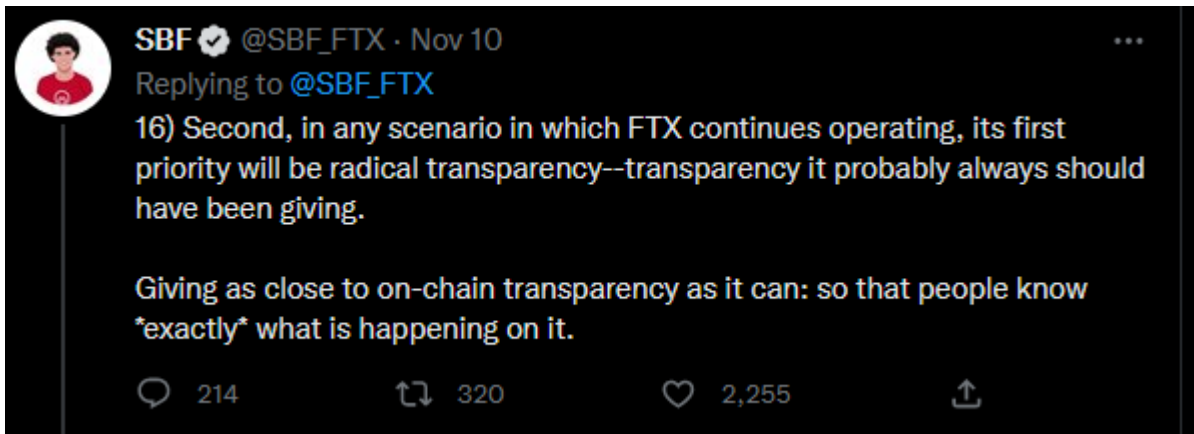 SBF @SBF_FTX · Nov 10
Replying to @SBF_FTX
16) Second, in any scenario in which FTX continues operating, its first
priority will be radical transparency--transparency it probably always should
have been giving.
Giving as close to on-chain transparency as it can: so that people know
*exactly* what is happening on it.
214 320 2,255